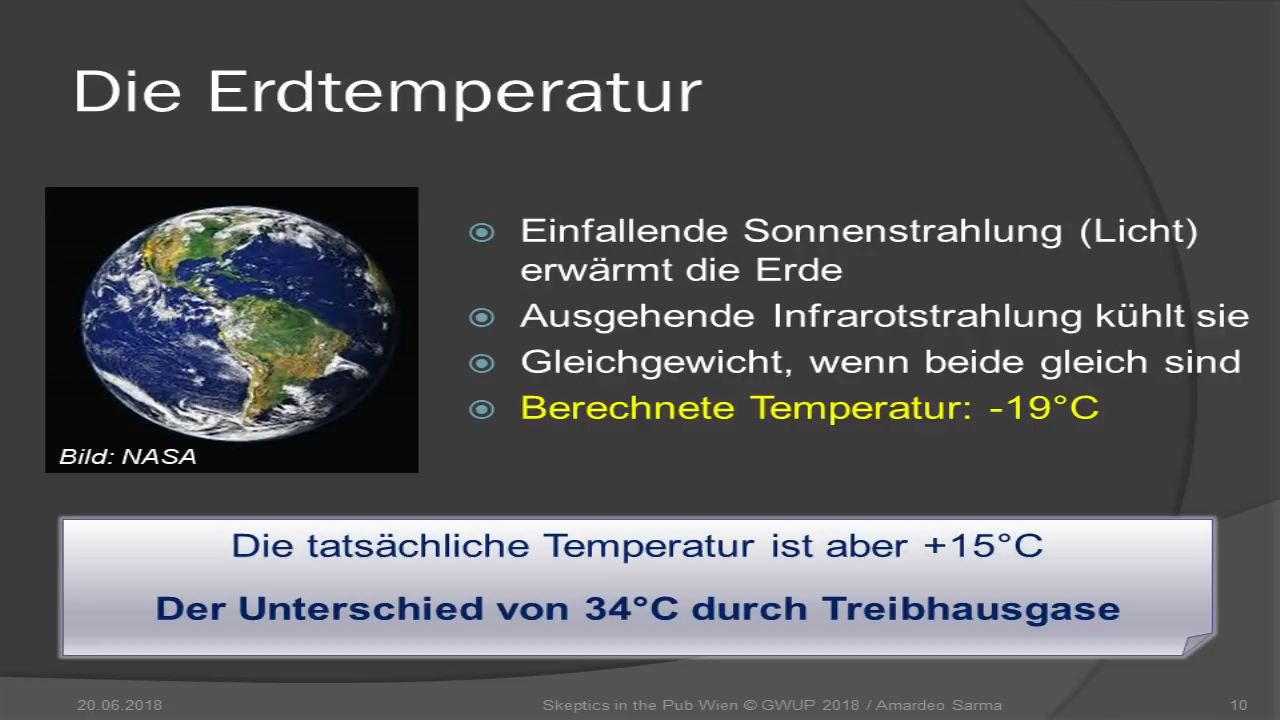 Die Erdtemperatur
Einfallende Sonnenstrahlung (Licht)
erwärmt die Erde
Ausgehende Infrarotstrahlung kühlt sie
Gleichgewicht, wenn beide gleich sind
Berechnete Temperatur: -19°C
Bild: NASA
Die tatsächliche Temperatur ist aber +15°C
Der Unterschied von 34°C durch Treibhausgase
20.06.2018
Skeptics in the Pub Wien © GWUP 2018 / Amardeo Sarma
10